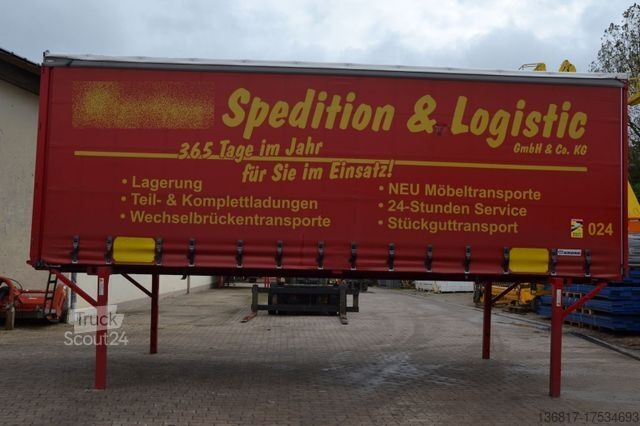 Spedition & Logistic
GmbH & Co. KG
365 Tage im Jahr
für Sie im Einsatz!
• Lagerung
• Teil- & Komplettladungen
• Wechselbrückentransporte
• NEU Möbeltransporte
• 24-Stunden Service
• Stückguttransport
024
KRONE
Truck
Scout24
136817-17534693